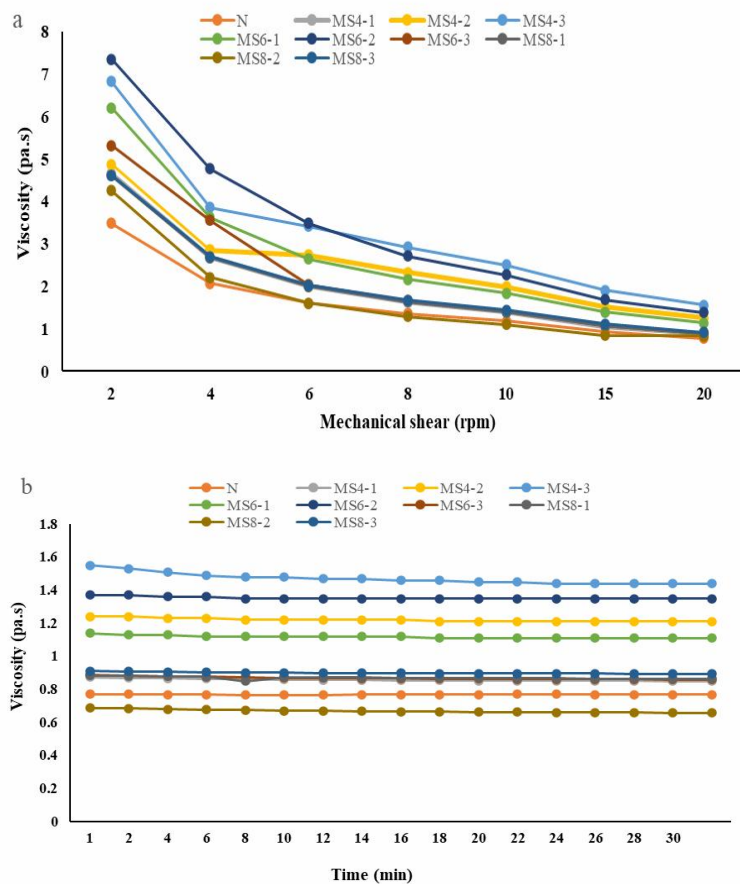 a
N MS4-1 MS4-2 MS4-3
MS6-1 MS6-2 MS6-3 MS8-1
MS8-2 MS8-3
8
7
6
5
4
3
2
1
0
Viscosity (pa.s)
2 4 6 8 10 15 20
Mechanical shear (rpm)
b
N MS4-1 MS4-2 MS4-3
MS6-1 MS6-2 MS6-3 MS8-1
MS8-2 MS8-3
1.8
1.6
1.4
1.2
1
0.8
0.6
0.4
0.2
0
Viscosity (pa.s)
1 2 4 6 8 10 12 14 16 18 20 22 24 26 28 30
Time (min)